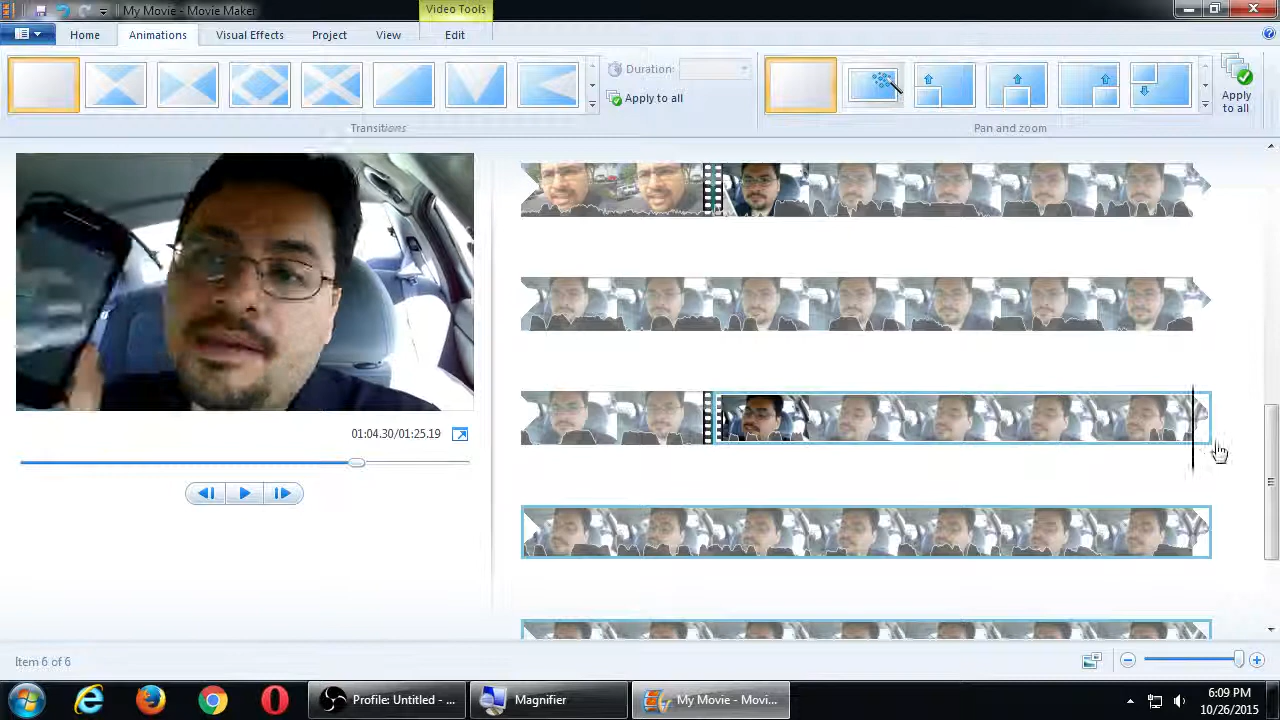 My Movie - Movie Maker
Video Tools
Home
Animations
Visual Effects
Project
View
Edit
Duration:
Apply to all
Apply
to all
Transitions
Pan and zoom
01:04.30/01:25.19
Item 6 of 6
Profile: Untitled - ...
Magnifier
My Movie - Movi...
6:09 PM
10/26/2015